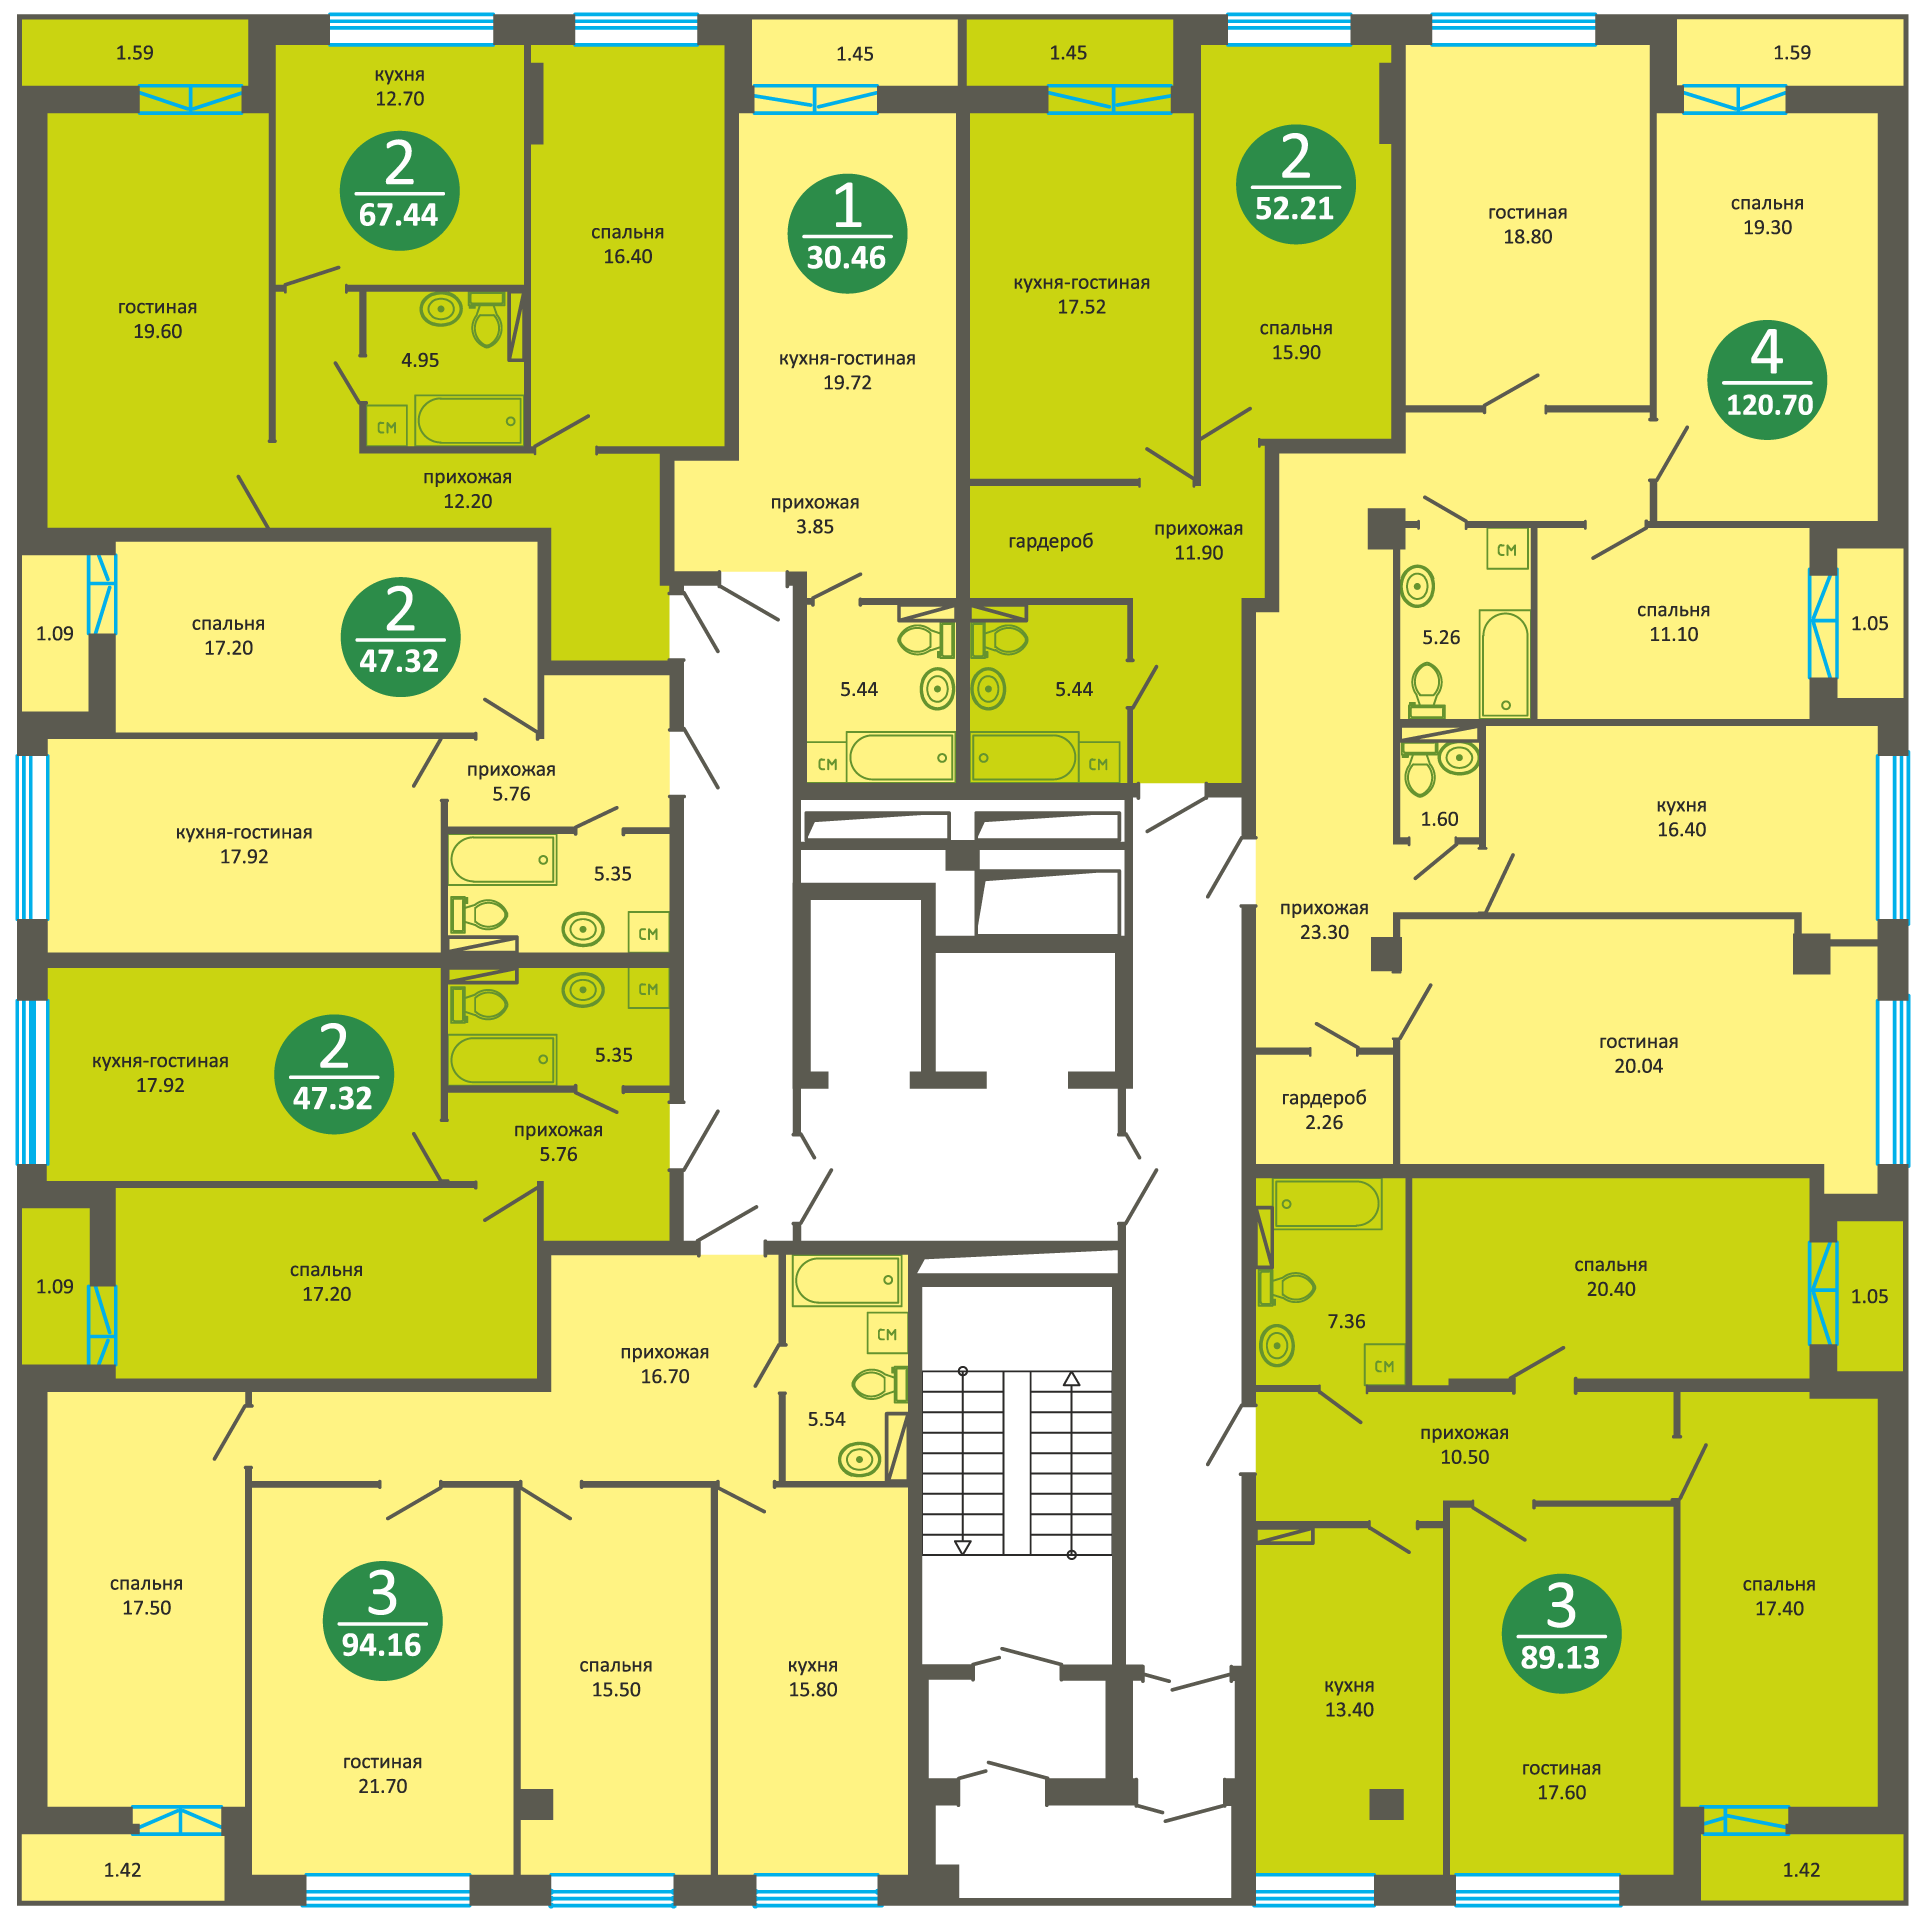 1.59
кухня
12.70
2
67.44
гостиная
19.60
4.95
СМ
спальня
16.40
прихожая
12.20
1.45
1
30.46
кухня-гостиная
19.72
прихожая
3.85
5.44
СМ
1.45
2
52.21
кухня-гостиная
17.52
спальня
15.90
гардероб
прихожая
11.90
5.44
СМ
1.59
гостиная
18.80
спальня
19.30
4
120.70
СМ
5.26
спальня
11.10
1.05
1.60
кухня
16.40
прихожая
23.30
гостиная
20.04
гардероб
2.26
1.09
спальня
17.20
2
47.32
прихожая
5.76
кухня-гостиная
17.92
5.35
СМ
кухня-гостиная
17.92
2
47.32
СМ
5.35
прихожая
5.76
1.09
спальня
17.20
прихожая
16.70
СМ
5.54
спальня
17.50
3
94.16
гостиная
21.70
спальня
15.50
кухня
15.80
1.42
7.36
СМ
спальня
20.40
1.05
прихожая
10.50
спальня
17.40
3
89.13
кухня
13.40
гостиная
17.60
1.42